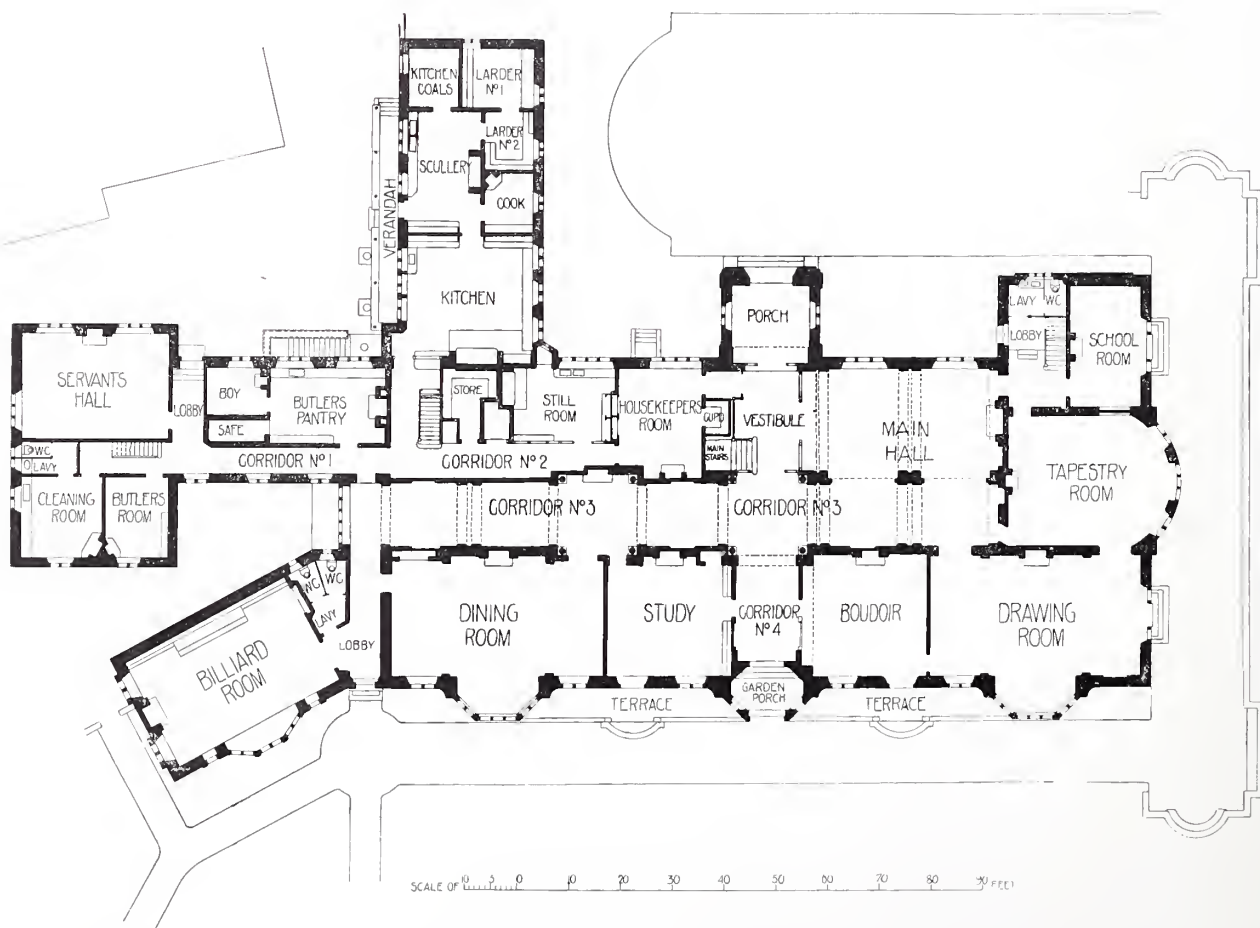 KITCHEN
COALS
LARDER
Nº1
LARDER
Nº2
SCULLERY
COOK
VERANDAH
KITCHEN
PORCH
LAVY
WC
LOBBY
SCHOOL
ROOM
SERVANTS
HALL
LOBBY
BOY
SAFE
BUTLERS
PANTRY
STORE
STILL
ROOM
HOUSEKEEPERS
ROOM
CUPD
MAIN
STAIRS
VESTIBULE
MAIN
HALL
TAPESTRY
ROOM
WC
LAVY
CORRIDOR Nº1
CORRIDOR Nº2
CLEANING
ROOM
BUTLERS
ROOM
CORRIDOR Nº3
CORRIDOR Nº3
WC
WC
LAVY
LOBBY
BILLIARD
ROOM
DINING
ROOM
STUDY
CORRIDOR
Nº4
BOUDOIR
DRAWING
ROOM
GARDEN
PORCH
TERRACE
TERRACE
SCALE OF 10 5 0 10 20 30 40 50 60 70 80 90 FEET